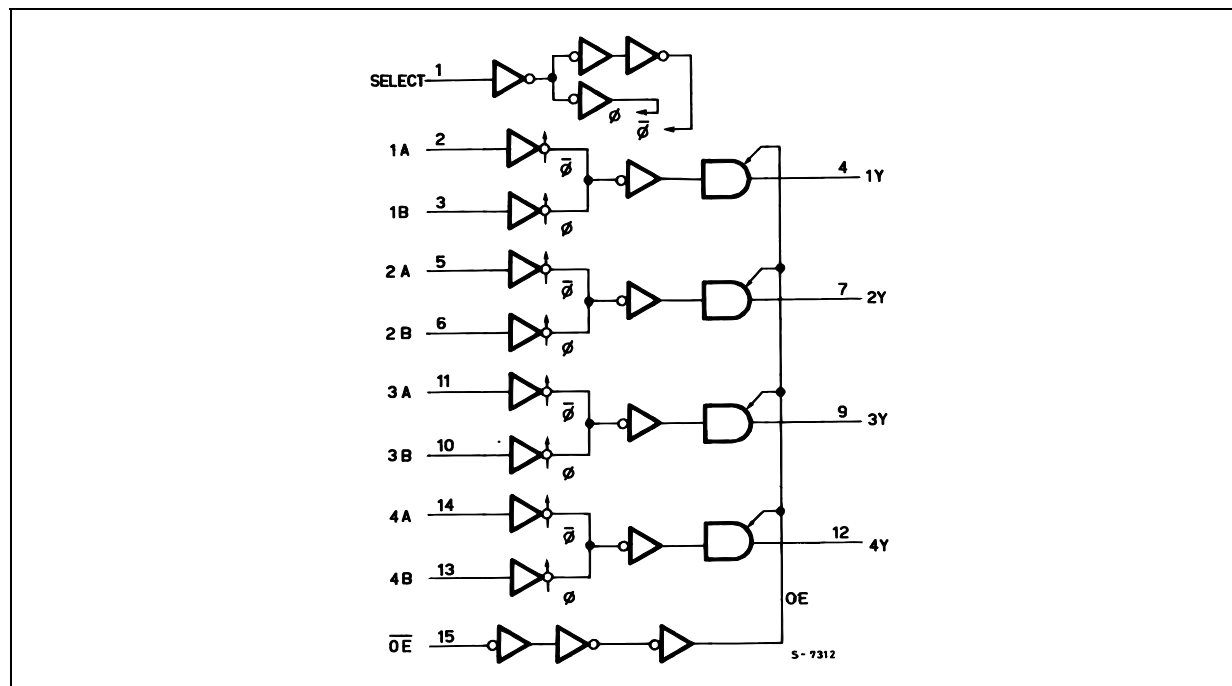 SELECT 1
Ø
Ø̅
1A 2
Ø̅
4 1Y
1B 3
Ø
2A 5
Ø̅
7 2Y
2B 6
Ø
3A 11
Ø̅
9 3Y
3B 10
Ø
4A 14
Ø̅
12 4Y
4B 13
Ø
OE
O̅E̅ 15
S-7312